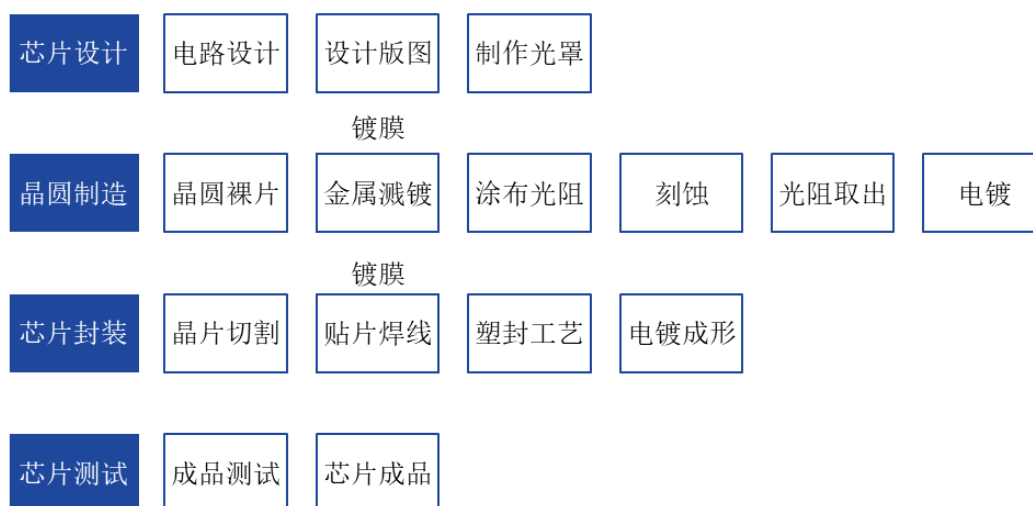 芯片设计 电路设计 设计版图 制作光罩
镀膜
晶圆制造 晶圆裸片 金属溅镀 涂布光阻 刻蚀 光阻取出 电镀
镀膜
芯片封装 晶片切割 贴片焊线 塑封工艺 电镀成形
芯片测试 成品测试 芯片成品